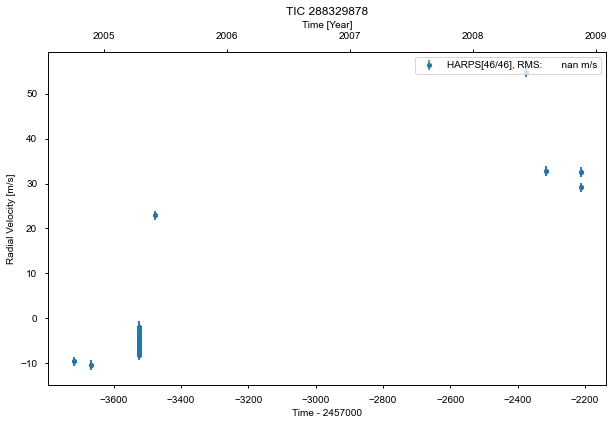 TIC 288329878
Time [Year]
2005 2006 2007 2008 2009
HARPS[46/46], RMS: nan m/s
Radial Velocity [m/s]
50
40
30
20
10
0
−10
−3600 −3400 −3200 −3000 −2800 −2600 −2400 −2200
Time - 2457000